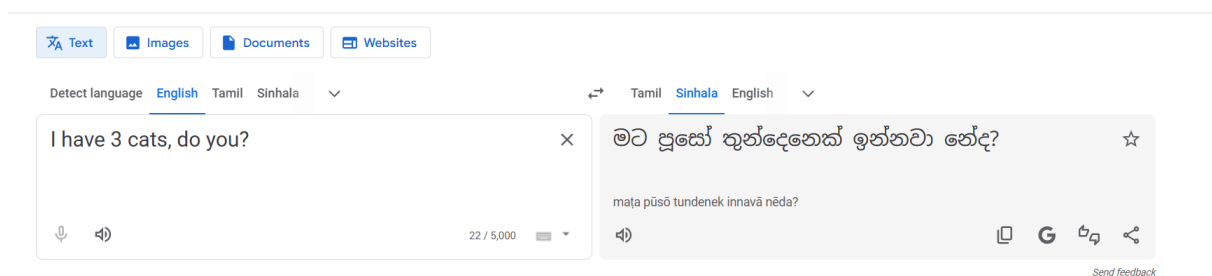 Text Images Documents Websites
Detect language English Tamil Sinhala Tamil Sinhala English
I have 3 cats, do you?
මට පූසෝ තුන්දෙනෙක් ඉන්නවා නේද?
maṭa pūsō tundenek innavā nēda?
22 / 5,000
Send feedback